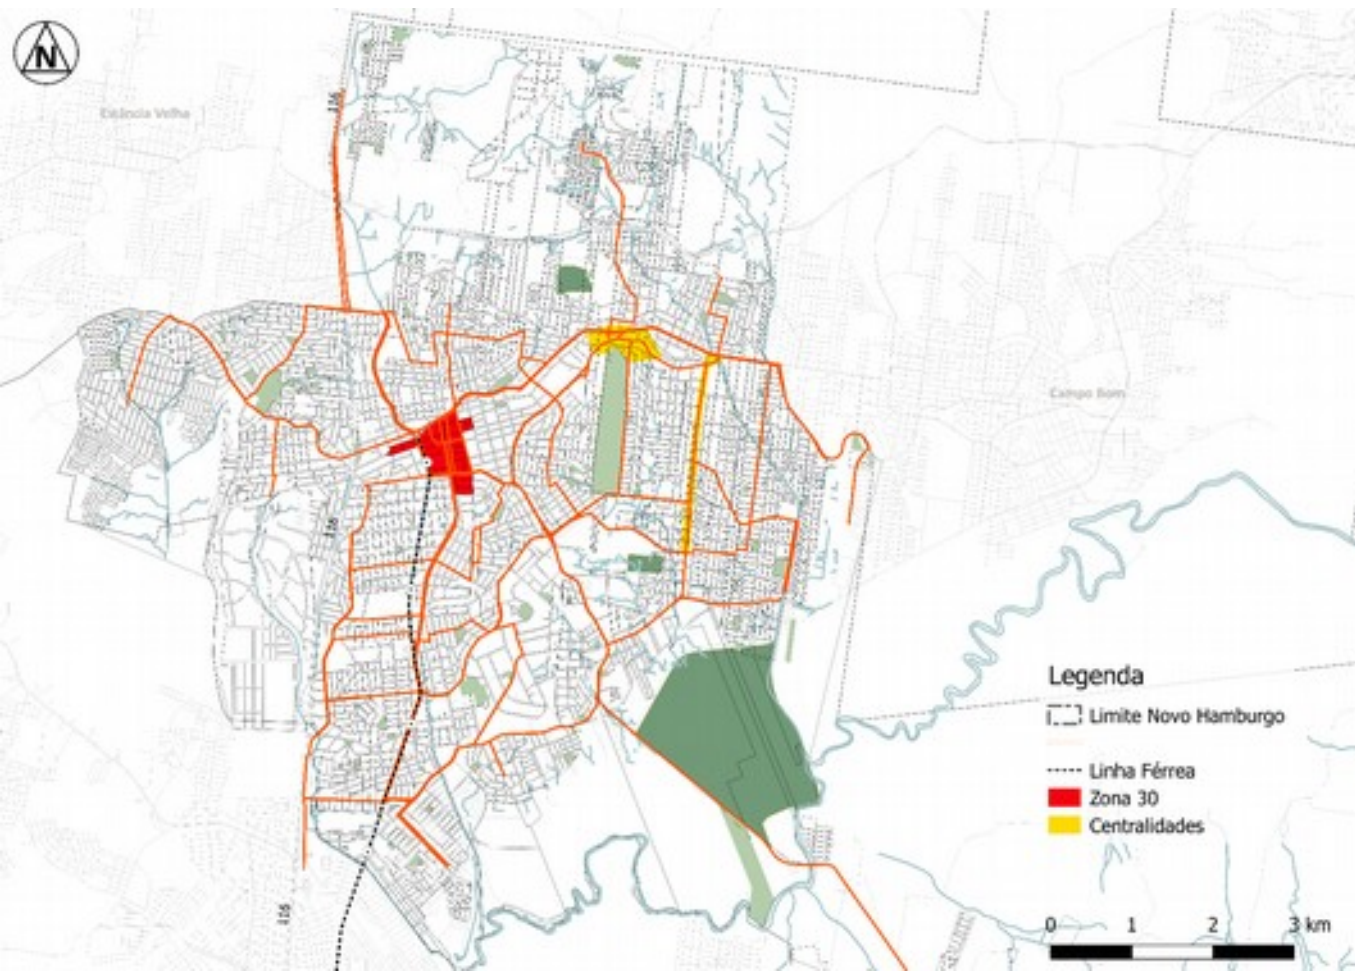 N
116
Estância Velha
Campo Bom
116
116
Legenda
Limite Novo Hamburgo
Linha Férrea
Zona 30
Centralidades
0 1 2 3 km